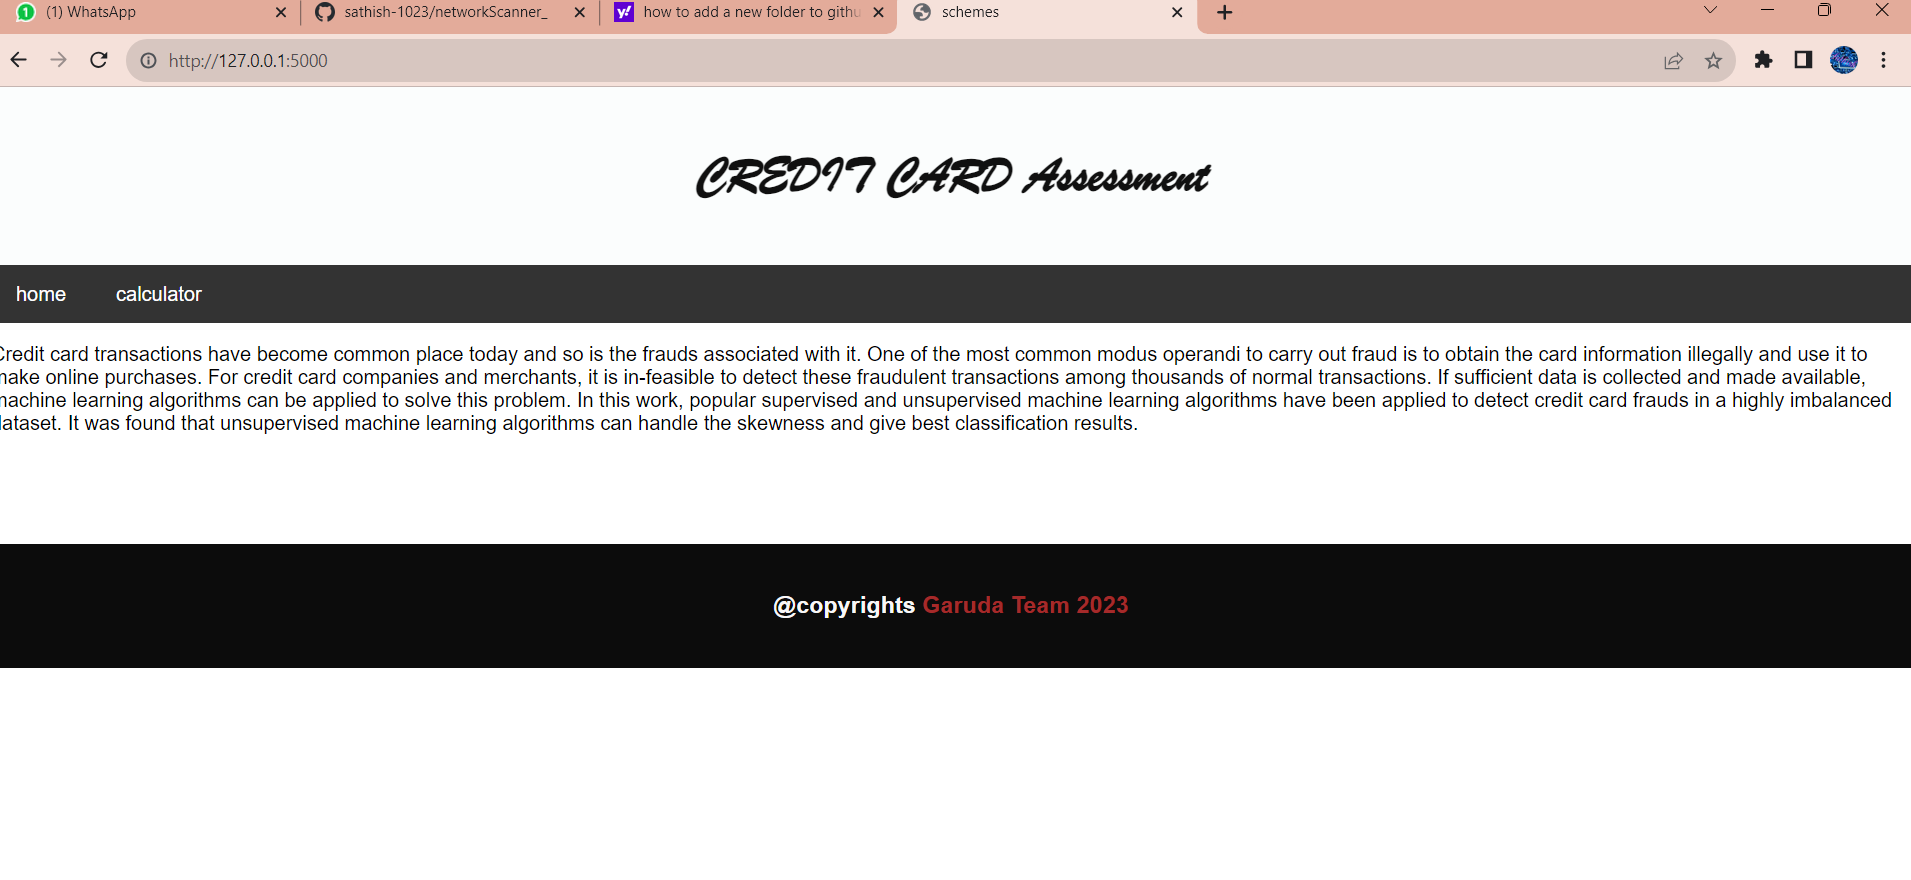 1 (1) WhatsApp
sathish-1023/networkScanner_
y! how to add a new folder to githu
schemes
http://127.0.0.1:5000
CREDIT CARD Assessment
home calculator
Credit card transactions have become common place today and so is the frauds associated with it. One of the most common modus operandi to carry out fraud is to obtain the card information illegally and use it to
make online purchases. For credit card companies and merchants, it is in-feasible to detect these fraudulent transactions among thousands of normal transactions. If sufficient data is collected and made available,
machine learning algorithms can be applied to solve this problem. In this work, popular supervised and unsupervised machine learning algorithms have been applied to detect credit card frauds in a highly imbalanced
dataset. It was found that unsupervised machine learning algorithms can handle the skewness and give best classification results.
@copyrights Garuda Team 2023